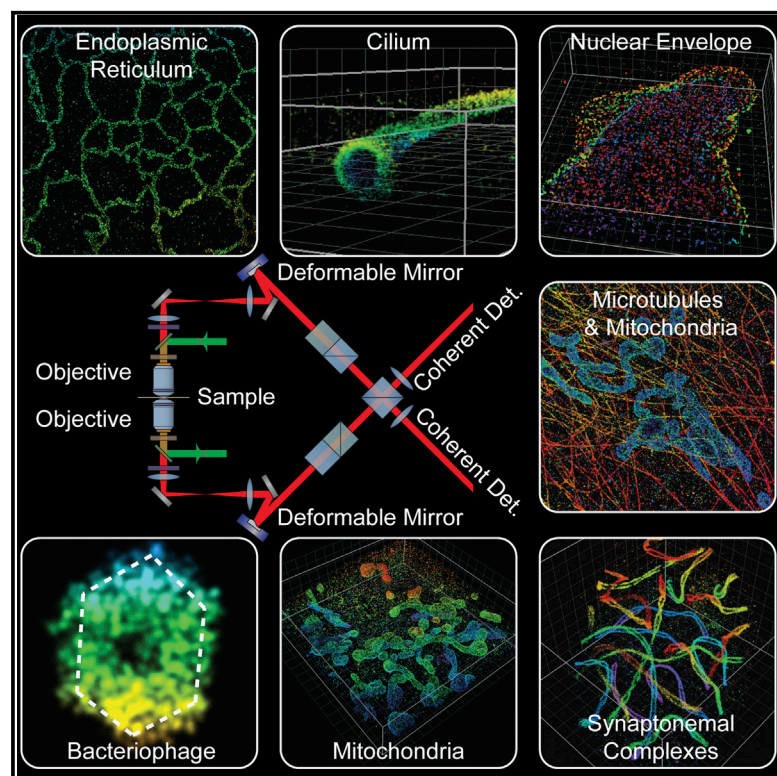 Endoplasmic
Reticulum
Cilium
Nuclear Envelope
Deformable Mirror
Objective
Sample
Objective
Coherent Det.
Coherent Det.
Deformable Mirror
Microtubules
& Mitochondria
Bacteriophage
Mitochondria
Synaptonemal
Complexes